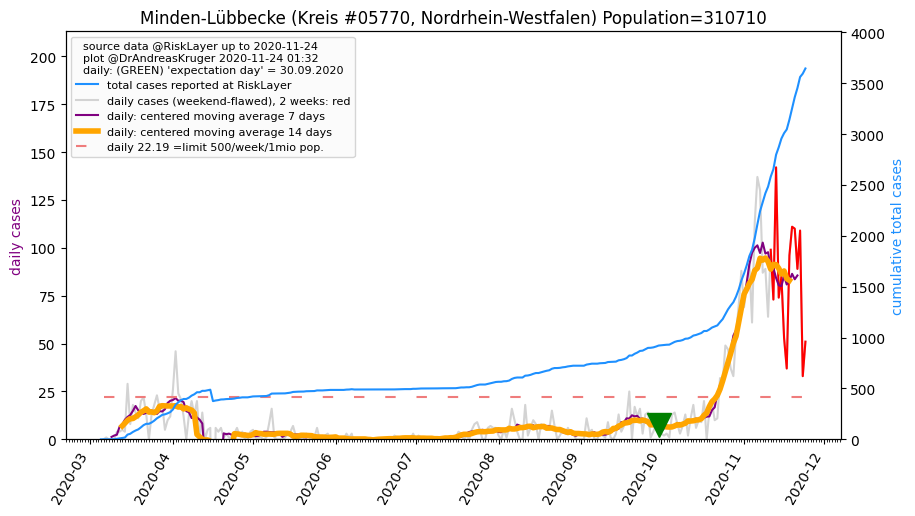 Minden-Lübbecke (Kreis #05770, Nordrhein-Westfalen) Population=310710
source data @RiskLayer up to 2020-11-24
plot @DrAndreasKruger 2020-11-24 01:32
daily: (GREEN) 'expectation day' = 30.09.2020
total cases reported at RiskLayer
daily cases (weekend-flawed), 2 weeks: red
daily: centered moving average 7 days
daily: centered moving average 14 days
daily 22.19 =limit 500/week/1mio pop.
daily cases
200
175
150
125
100
75
50
25
0
cumulative total cases
4000
3500
3000
2500
2000
1500
1000
500
0
2020-03
2020-04
2020-05
2020-06
2020-07
2020-08
2020-09
2020-10
2020-11
2020-12